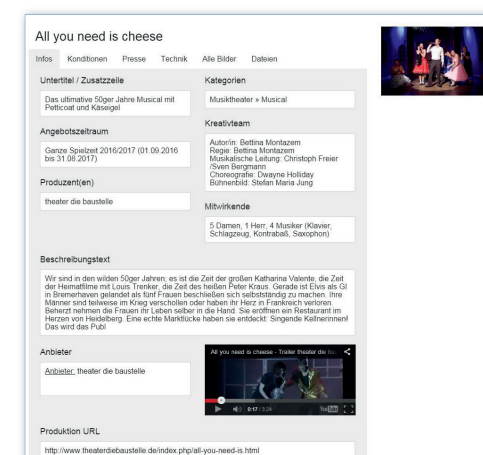 All you need is cheese
Infos Konditionen Presse Technik Alle Bilder Dateien
Untertitel / Zusatzzeile
Das ultimative 50ger Jahre Musical mit
Petticoat und Käseigel
Angebotszeitraum
Ganze Spielzeit 2016/2017 (01.09.2016
bis 31.08.2017)
Produzent(en)
theater die baustelle
Kategorien
Musiktheater » Musical
Kreativteam
Autor/in: Bettina Montazem
Regie: Bettina Montazem
Musikalische Leitung: Christoph Freier
/Sven Bergmann
Choreografie: Dwayne Holliday
Bühnenbild: Stefan Maria Jung
Mitwirkende
5 Damen, 1 Herr, 4 Musiker (Klavier,
Schlagzeug, Kontrabaß, Saxophon)
Beschreibungstext
Wir sind in den wilden 50ger Jahren; es ist die Zeit der großen Katharina Valente, die Zeit
der Heimatfilme mit Louis Trenker, die Zeit des heißen Peter Kraus. Gerade ist Elvis als GI
in Bremerhaven gelandet als fünf Frauen beschließen sich selbstständig zu machen. Ihre
Männer sind teilweise im Krieg verschollen oder haben ihr Herz in Frankreich verloren.
Beherzt nehmen die Frauen ihr Leben selber in die Hand. Sie eröffnen ein Restaurant im
Herzen von Heidelberg. Eine echte Marktlücke haben sie entdeckt: Singende Kellnerinnen!
Das wird das Publ
Anbieter
Anbieter: theater die baustelle
All you need is cheese - Trailer theater die ba
0:17 / 3:34 YouTube
Produktion URL
http://www.theaterdiebaustelle.de/index.php/all-you-need-is.html